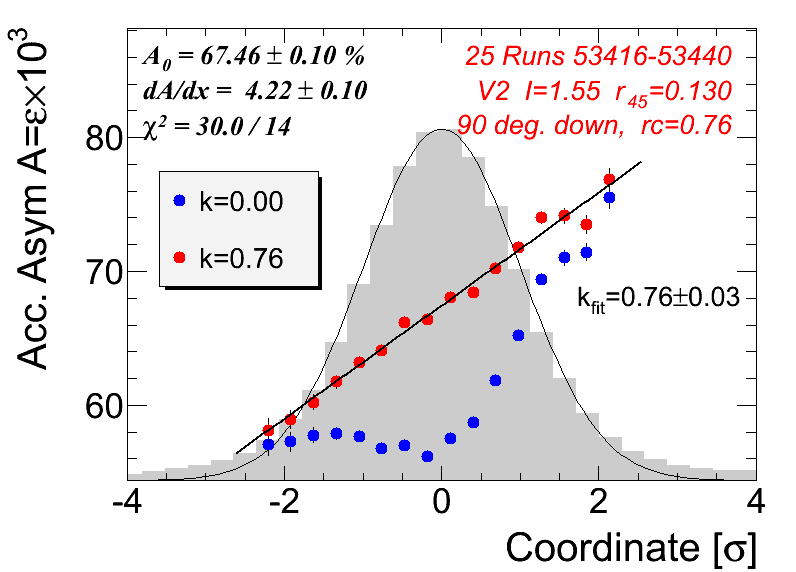 A₀ = 67.46 ± 0.10 %
dA/dx = 4.22 ± 0.10
χ² = 30.0 / 14
25 Runs 53416-53440
V2 I=1.55 r₄₅=0.130
90 deg. down, rc=0.76
k=0.00
k=0.76
k_fit=0.76±0.03
Acc. Asym A=ε×10³
80
70
60
-4 -2 0 2 4
Coordinate [σ]